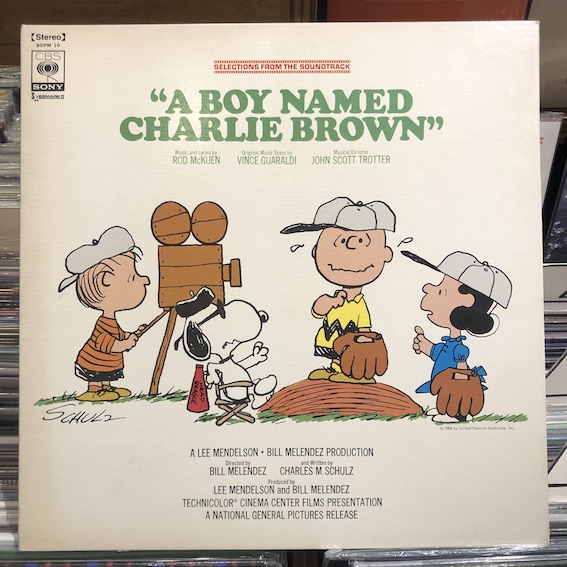 【Stereo】
SOPM 10
CBS
SONY
SELECTIONS FROM THE SOUNDTRACK
“A BOY NAMED
CHARLIE BROWN”
Music and Lyrics by
ROD McKUEN
Original Music Score by
VINCE GUARALDI
Musical Director
JOHN SCOTT TROTTER
HEAD
BEAGLE
SCHULZ
A LEE MENDELSON • BILL MELENDEZ PRODUCTION
Directed by
BILL MELENDEZ
and Written by
CHARLES M SCHULZ
Produced by
LEE MENDELSON and BILL MELENDEZ
TECHNICOLOR® CINEMA CENTER FILMS PRESENTATION
A NATIONAL GENERAL PICTURES RELEASE